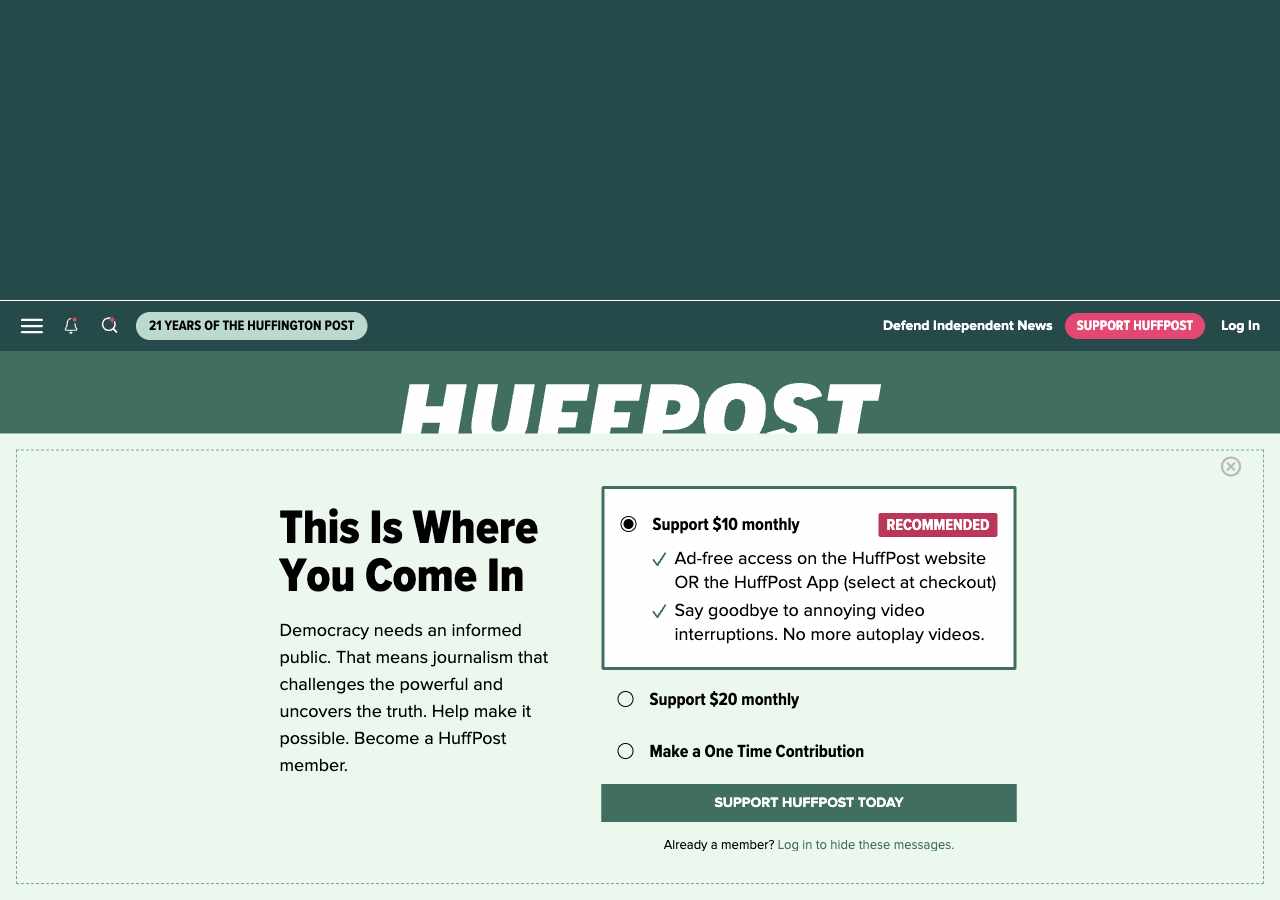 21 YEARS OF THE HUFFINGTON POST
Defend Independent News
SUPPORT HUFFPOST
Log In
HUFFPOST
This Is Where
You Come In
Democracy needs an informed
public. That means journalism that
challenges the powerful and
uncovers the truth. Help make it
possible. Become a HuffPost
member.
Support $10 monthly
RECOMMENDED
Ad-free access on the HuffPost website
OR the HuffPost App (select at checkout)
Say goodbye to annoying video
interruptions. No more autoplay videos.
Support $20 monthly
Make a One Time Contribution
SUPPORT HUFFPOST TODAY
Already a member? Log in to hide these messages.